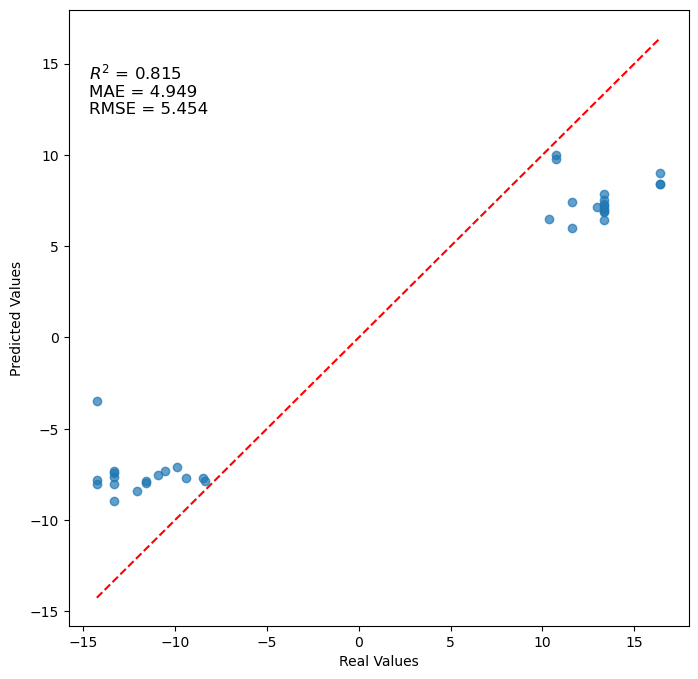 R² = 0.815
MAE = 4.949
RMSE = 5.454
15
10
5
0
−5
−10
−15
Predicted Values
−15 −10 −5 0 5 10 15
Real Values